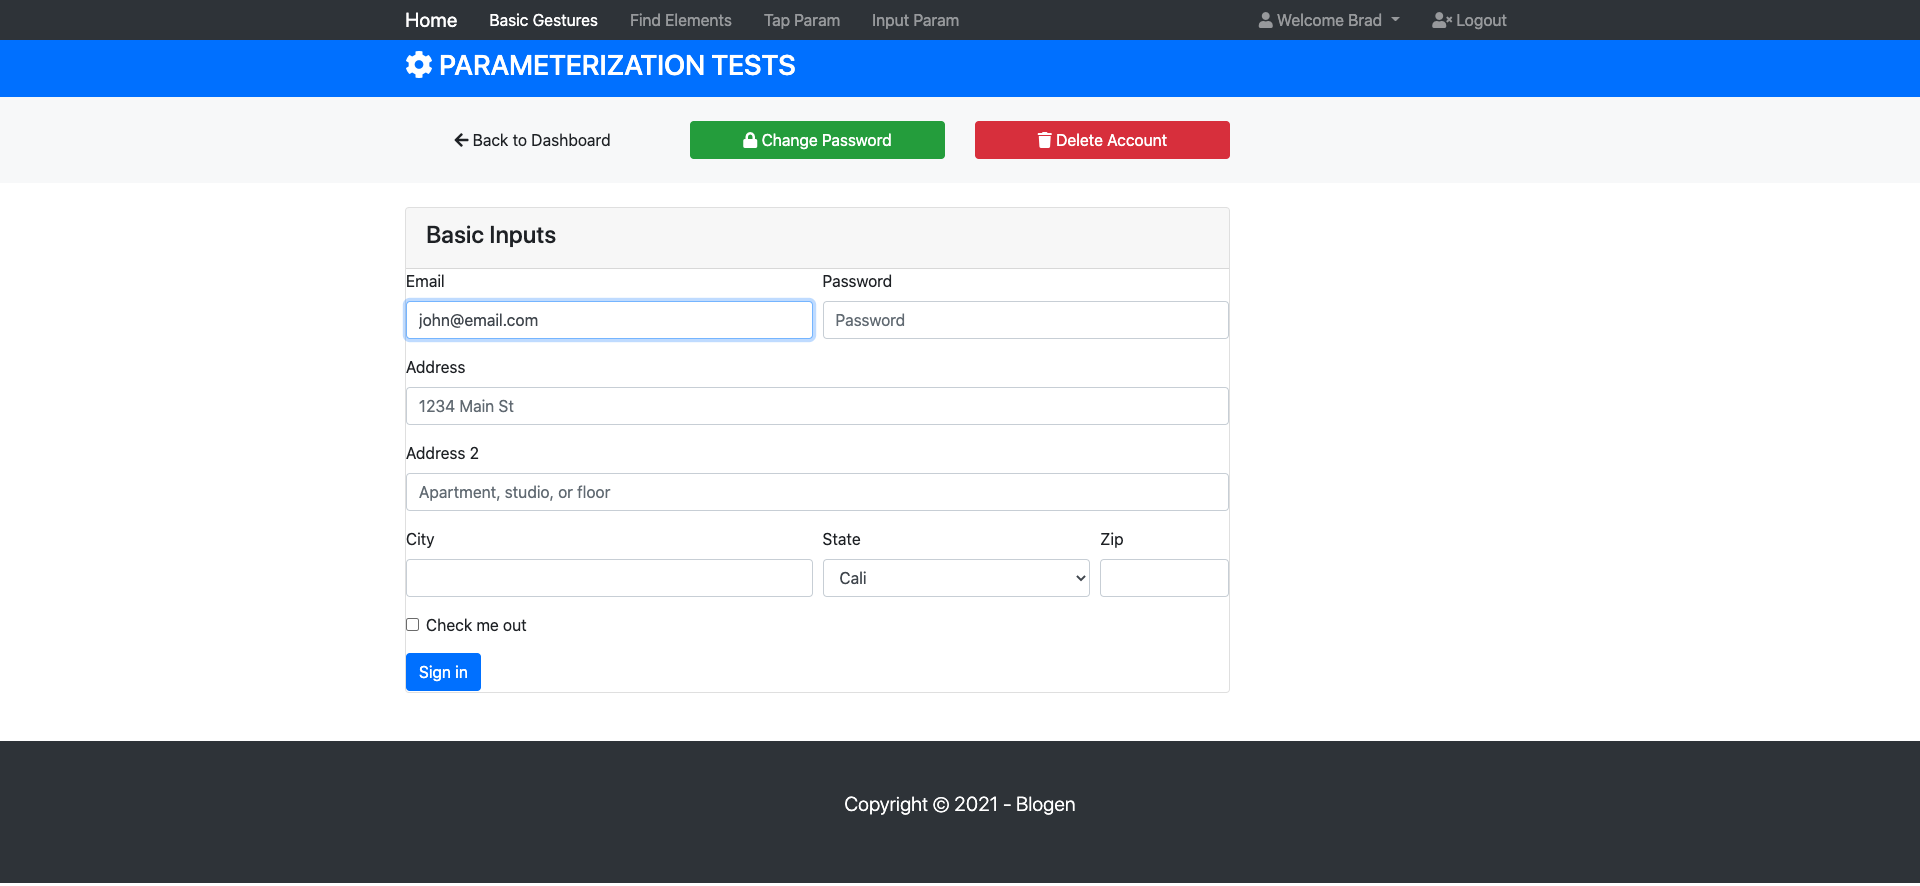 Home Basic Gestures Find Elements Tap Param Input Param Welcome Brad Logout
PARAMETERIZATION TESTS
Back to Dashboard Change Password Delete Account
Basic Inputs
Email Password
john@email.com Password
Address
1234 Main St
Address 2
Apartment, studio, or floor
City State Zip
Cali
Check me out
Sign in
Copyright © 2021 - Blogen